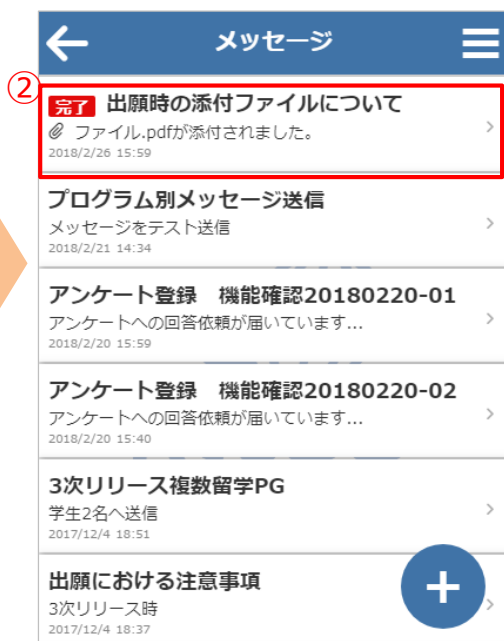 メッセージ
②
完了 出願時の添付ファイルについて
ファイル.pdfが添付されました。
2018/2/26 15:59
プログラム別メッセージ送信
メッセージをテスト送信
2018/2/21 14:34
アンケート登録　機能確認20180220-01
アンケートへの回答依頼が届いています...
2018/2/20 15:59
アンケート登録　機能確認20180220-02
アンケートへの回答依頼が届いています...
2018/2/20 15:40
3次リリース複数留学PG
学生2名へ送信
2017/12/4 18:51
出願における注意事項
3次リリース時
2017/12/4 18:37